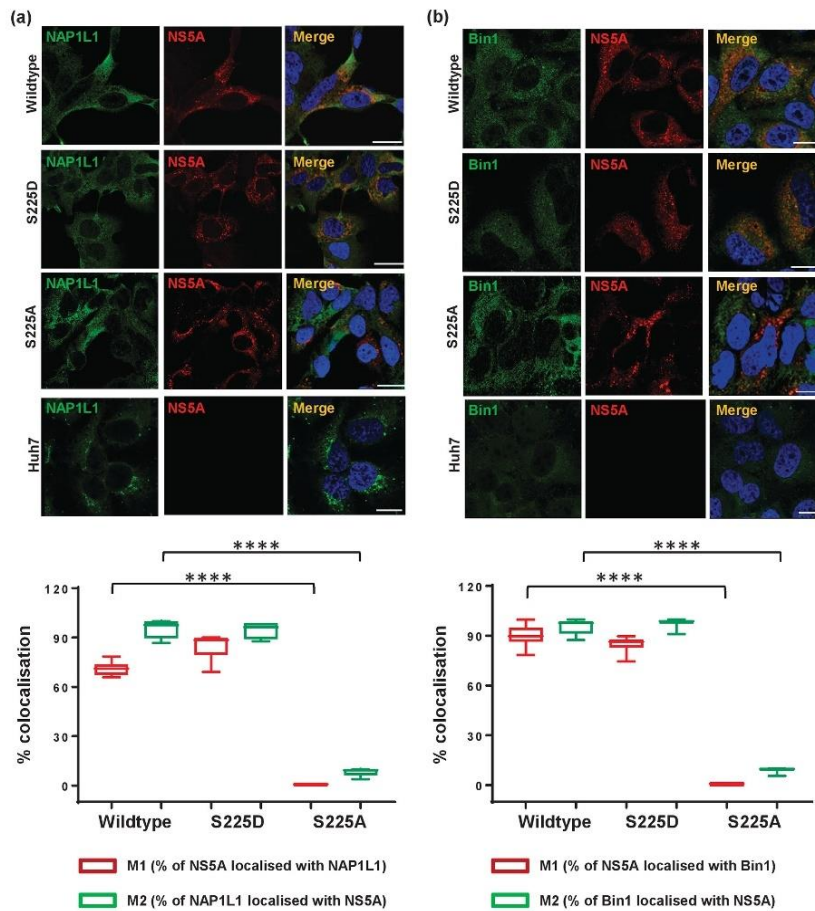 (a)
NAP1L1 NS5A Merge
Wildtype
NAP1L1 NS5A Merge
S225D
NAP1L1 NS5A Merge
S225A
NAP1L1 NS5A Merge
Huh7
****
****
% colocalisation
120
90
60
30
0
Wildtype S225D S225A
M1 (% of NS5A localised with NAP1L1)
M2 (% of NAP1L1 localised with NS5A)
(b)
Bin1 NS5A Merge
Wildtype
Bin1 NS5A Merge
S225D
Bin1 NS5A Merge
S225A
Bin1 NS5A Merge
Huh7
****
****
% colocalisation
120
90
60
30
0
Wildtype S225D S225A
M1 (% of NS5A localised with Bin1)
M2 (% of Bin1 localised with NS5A)